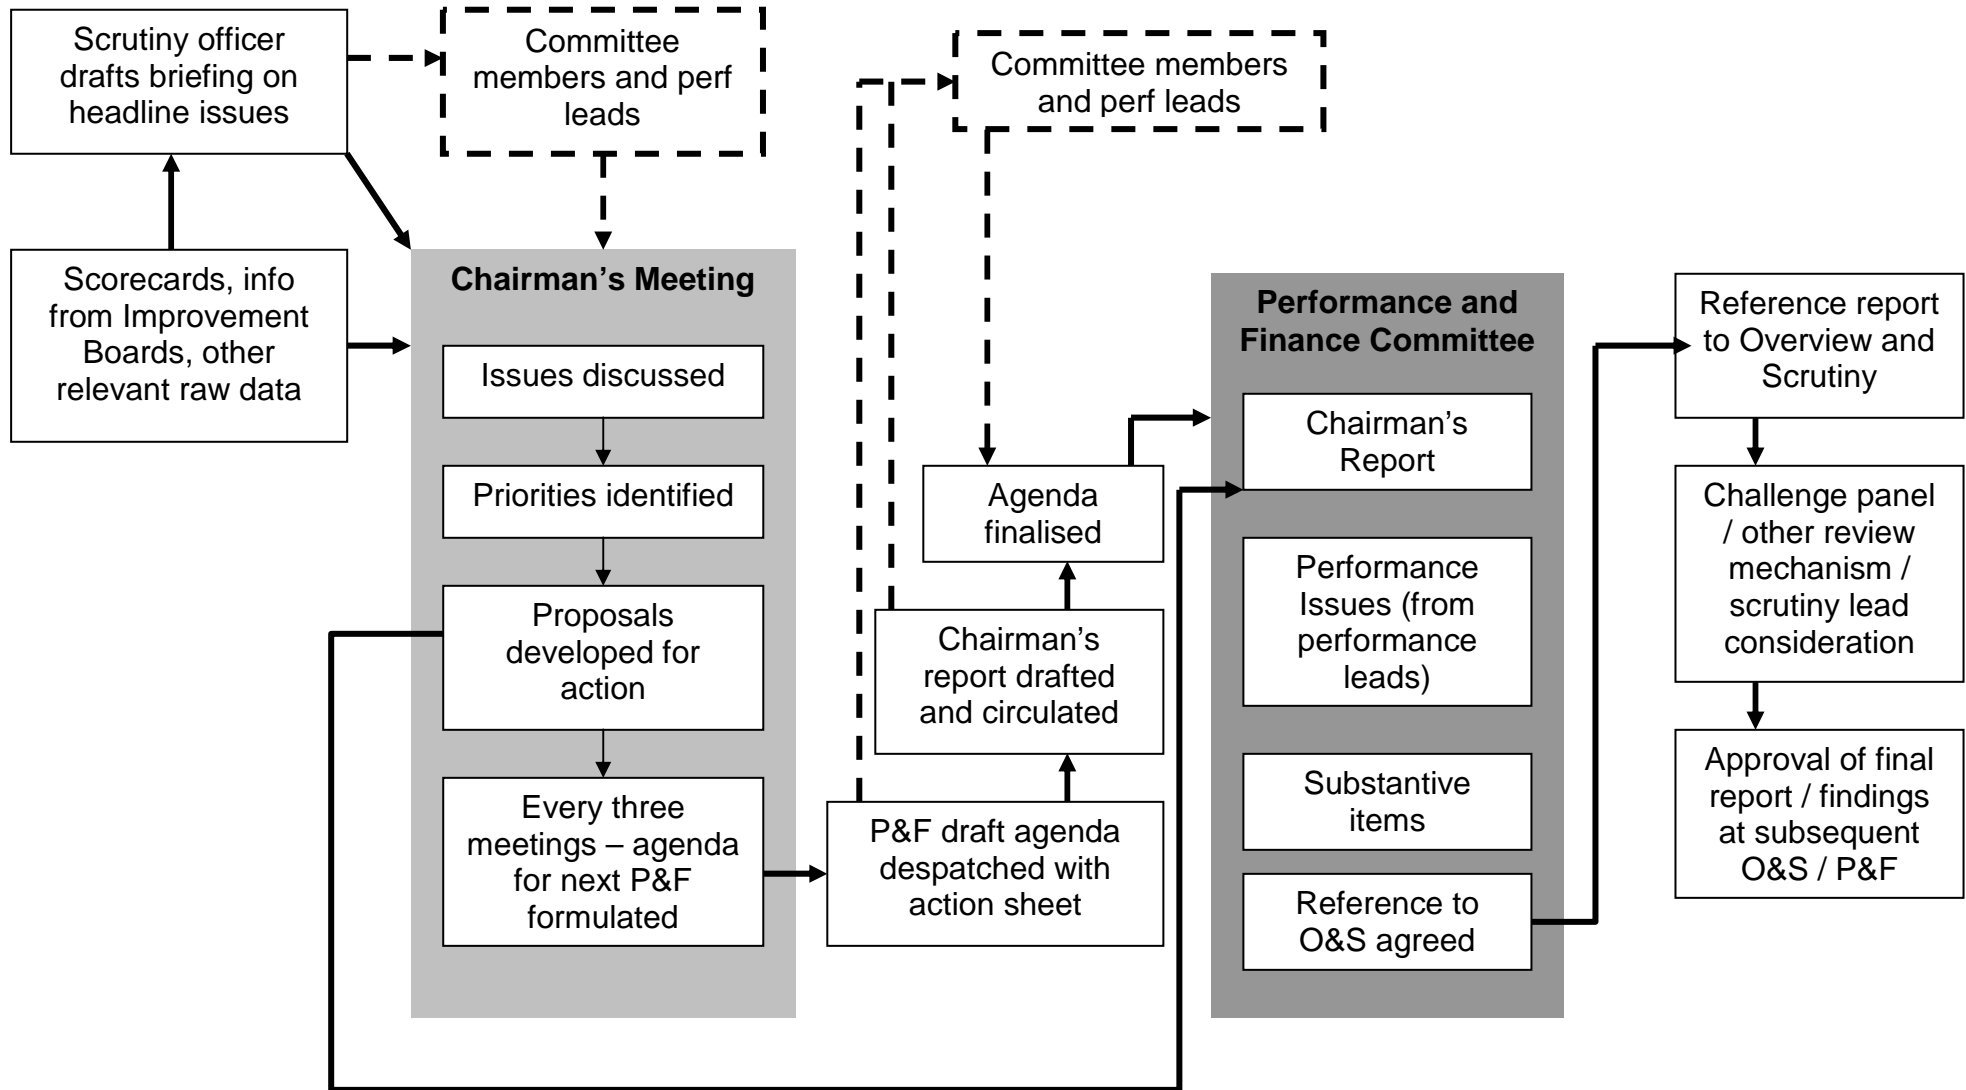 Scrutiny officer
drafts briefing on
headline issues
Committee
members and perf
leads
Committee members
and perf leads
Scorecards, info
from Improvement
Boards, other
relevant raw data
Chairman’s Meeting
Issues discussed
Priorities identified
Proposals
developed for
action
Every three
meetings – agenda
for next P&F
formulated
P&F draft agenda
despatched with
action sheet
Chairman’s
report drafted
and circulated
Agenda
finalised
Performance and
Finance Committee
Chairman’s
Report
Performance
Issues (from
performance
leads)
Substantive
items
Reference to
O&S agreed
Reference report
to Overview and
Scrutiny
Challenge panel
/ other review
mechanism /
scrutiny lead
consideration
Approval of final
report / findings
at subsequent
O&S / P&F